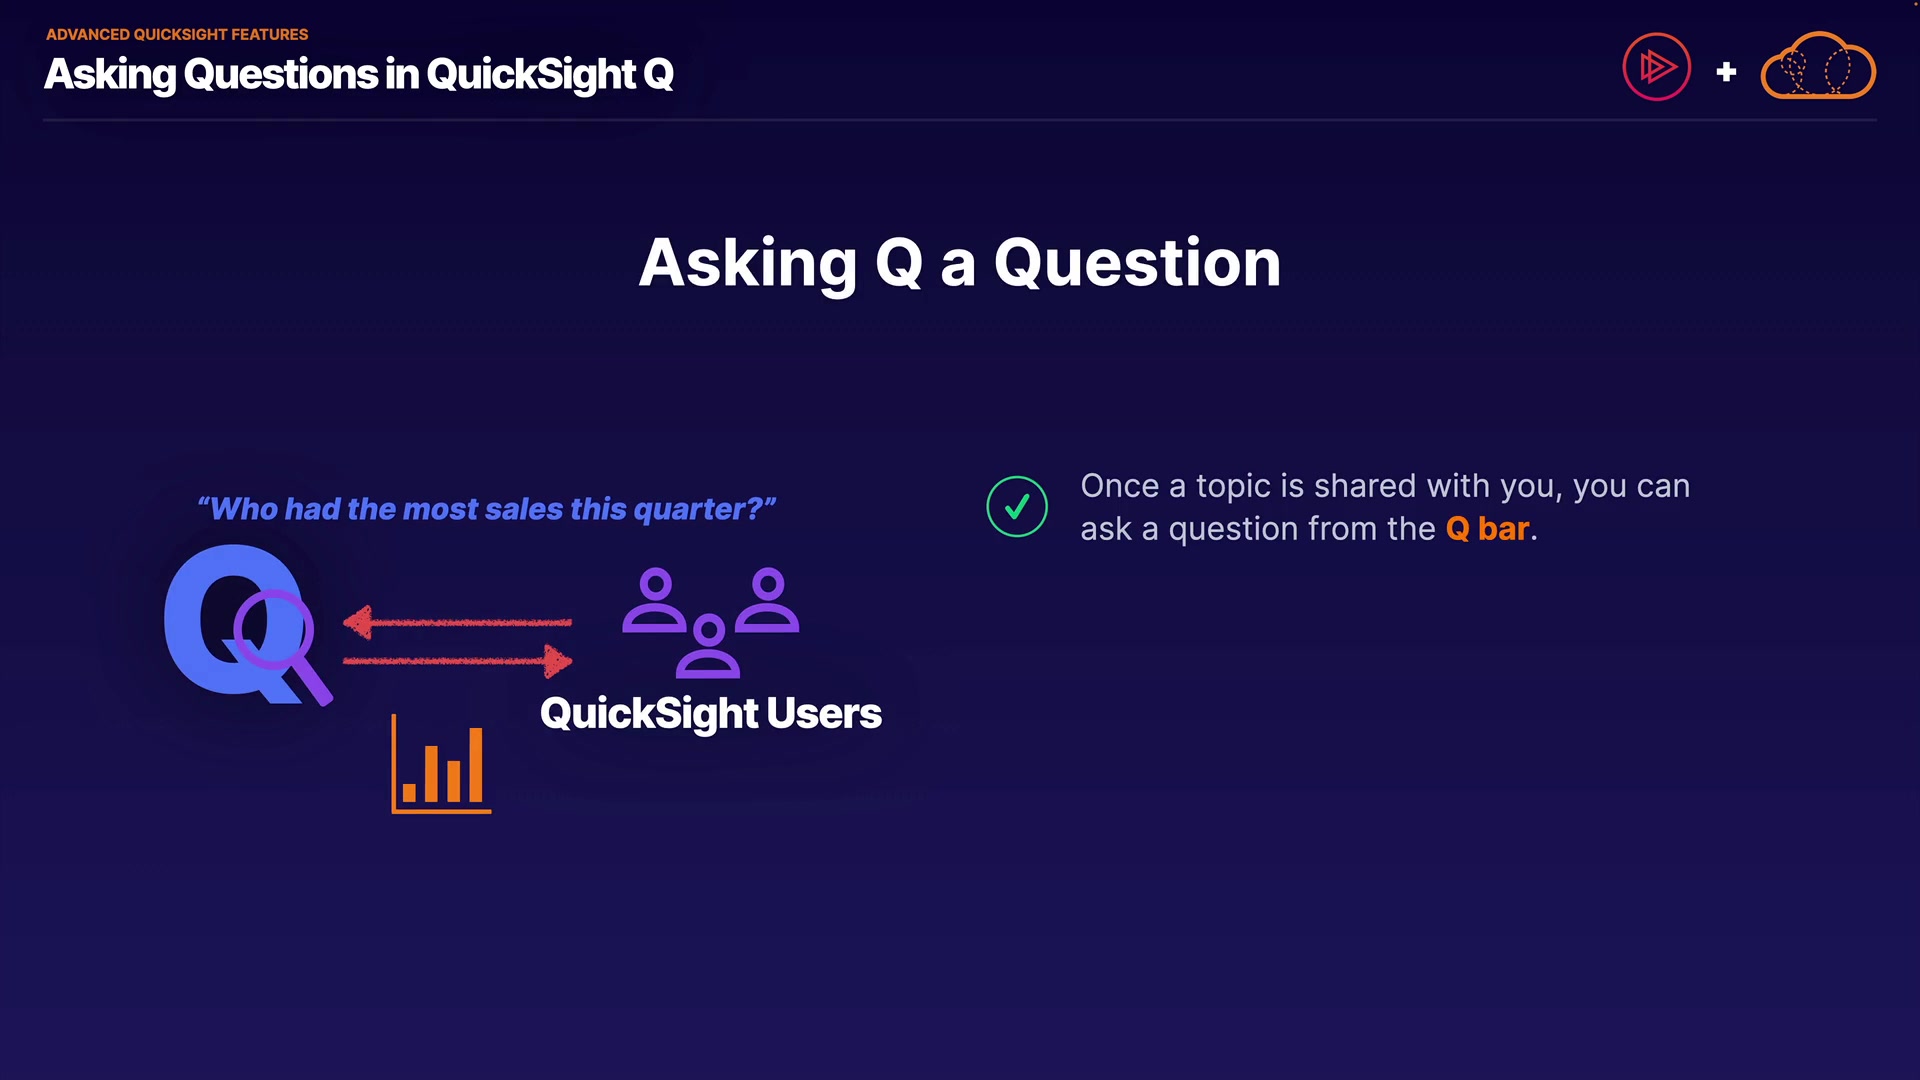 ADVANCED QUICKSIGHT FEATURES
Asking Questions in QuickSight Q
Asking Q a Question
“Who had the most sales this quarter?”
Q
QuickSight Users
Once a topic is shared with you, you can
ask a question from the Q bar.